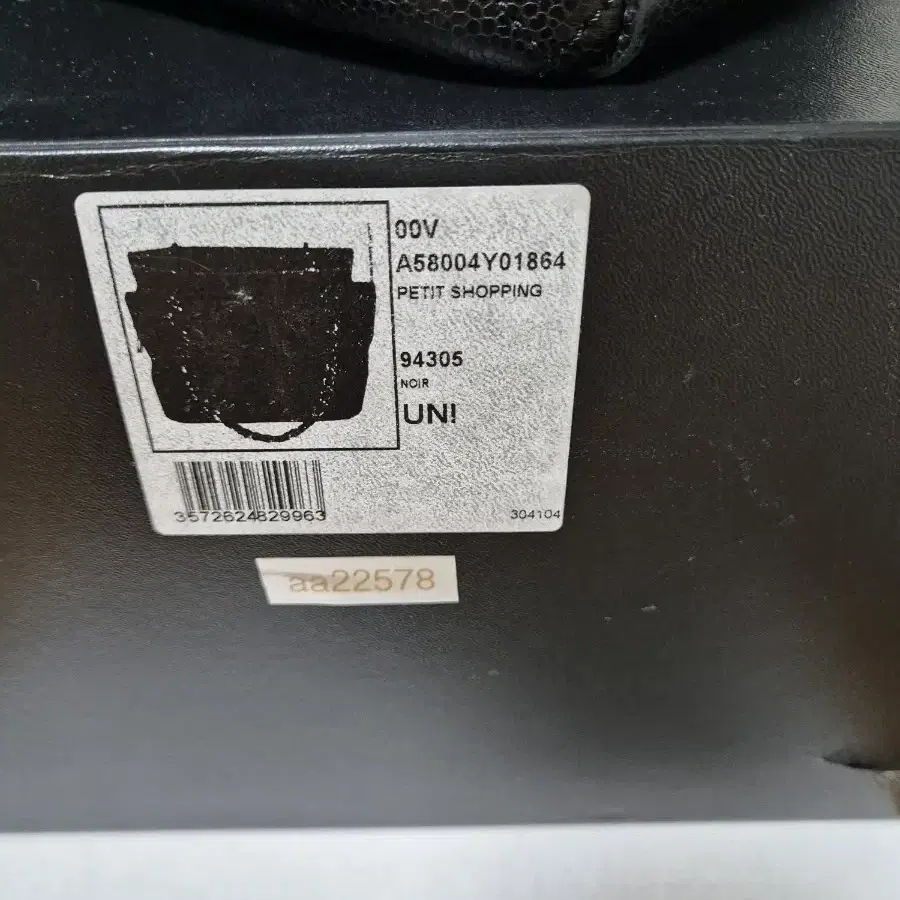 00V
A58004Y01864
PETIT SHOPPING
94305
NOIR
UNI
3572624829963
304104
aa22578